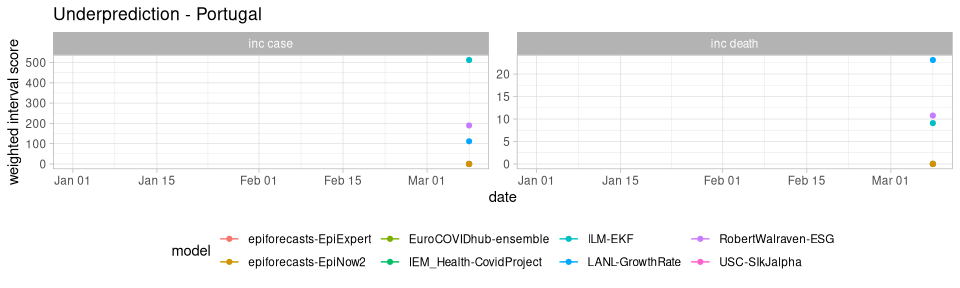 Underprediction - Portugal
inc case
inc death
weighted interval score
500
400
300
200
100
0
20
15
10
5
0
Jan 01
Jan 15
Feb 01
Feb 15
Mar 01
Jan 01
Jan 15
Feb 01
Feb 15
Mar 01
date
model
epiforecasts-EpiExpert
EuroCOVIDhub-ensemble
ILM-EKF
RobertWalraven-ESG
epiforecasts-EpiNow2
IEM_Health-CovidProject
LANL-GrowthRate
USC-SIkJalpha